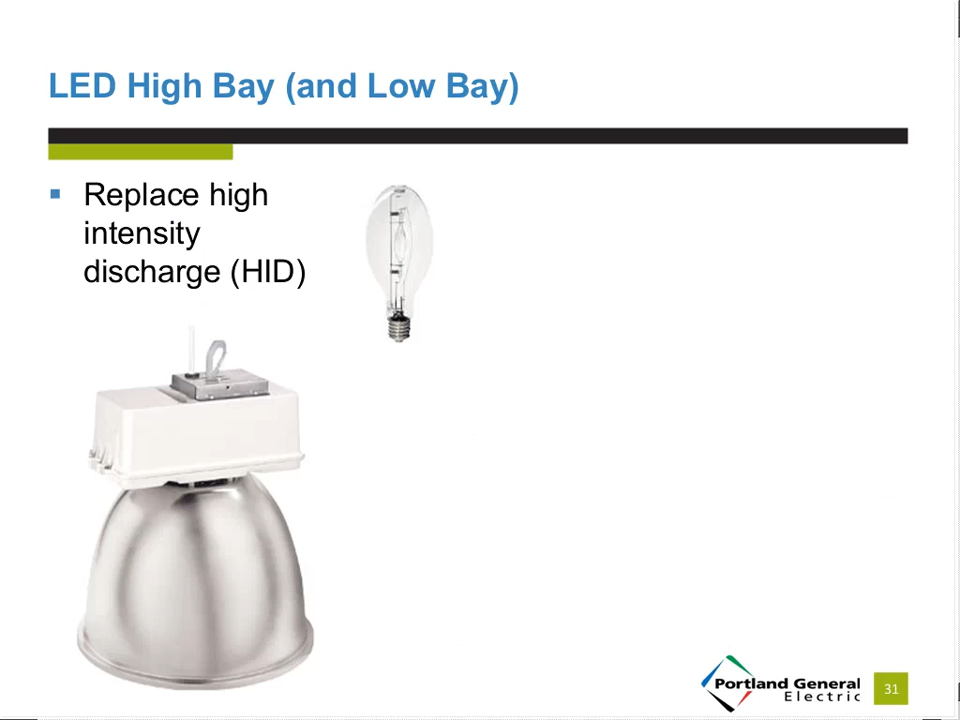 LED High Bay (and Low Bay)
Replace high
intensity
discharge (HID)
Portland General
Electric
31